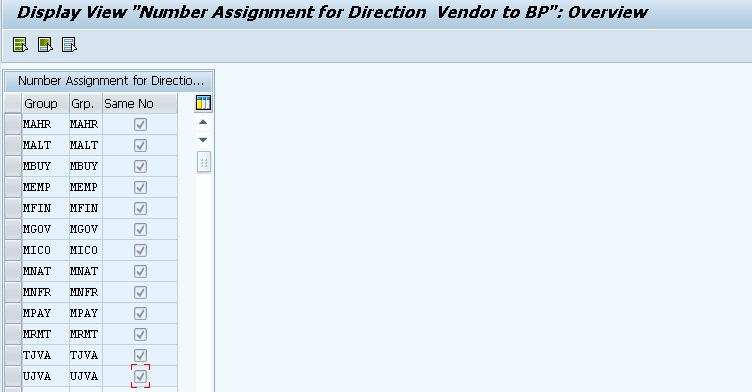 Display View "Number Assignment for Direction Vendor to BP": Overview
Number Assignment for Directio...
Group Grp. Same No
MAHR MAHR
MALT MALT
MBUY MBUY
MEMP MEMP
MFIN MFIN
MGOV MGOV
MICO MICO
MNAT MNAT
MNFR MNFR
MPAY MPAY
MRMT MRMT
TJVA TJVA
UJVA UJVA